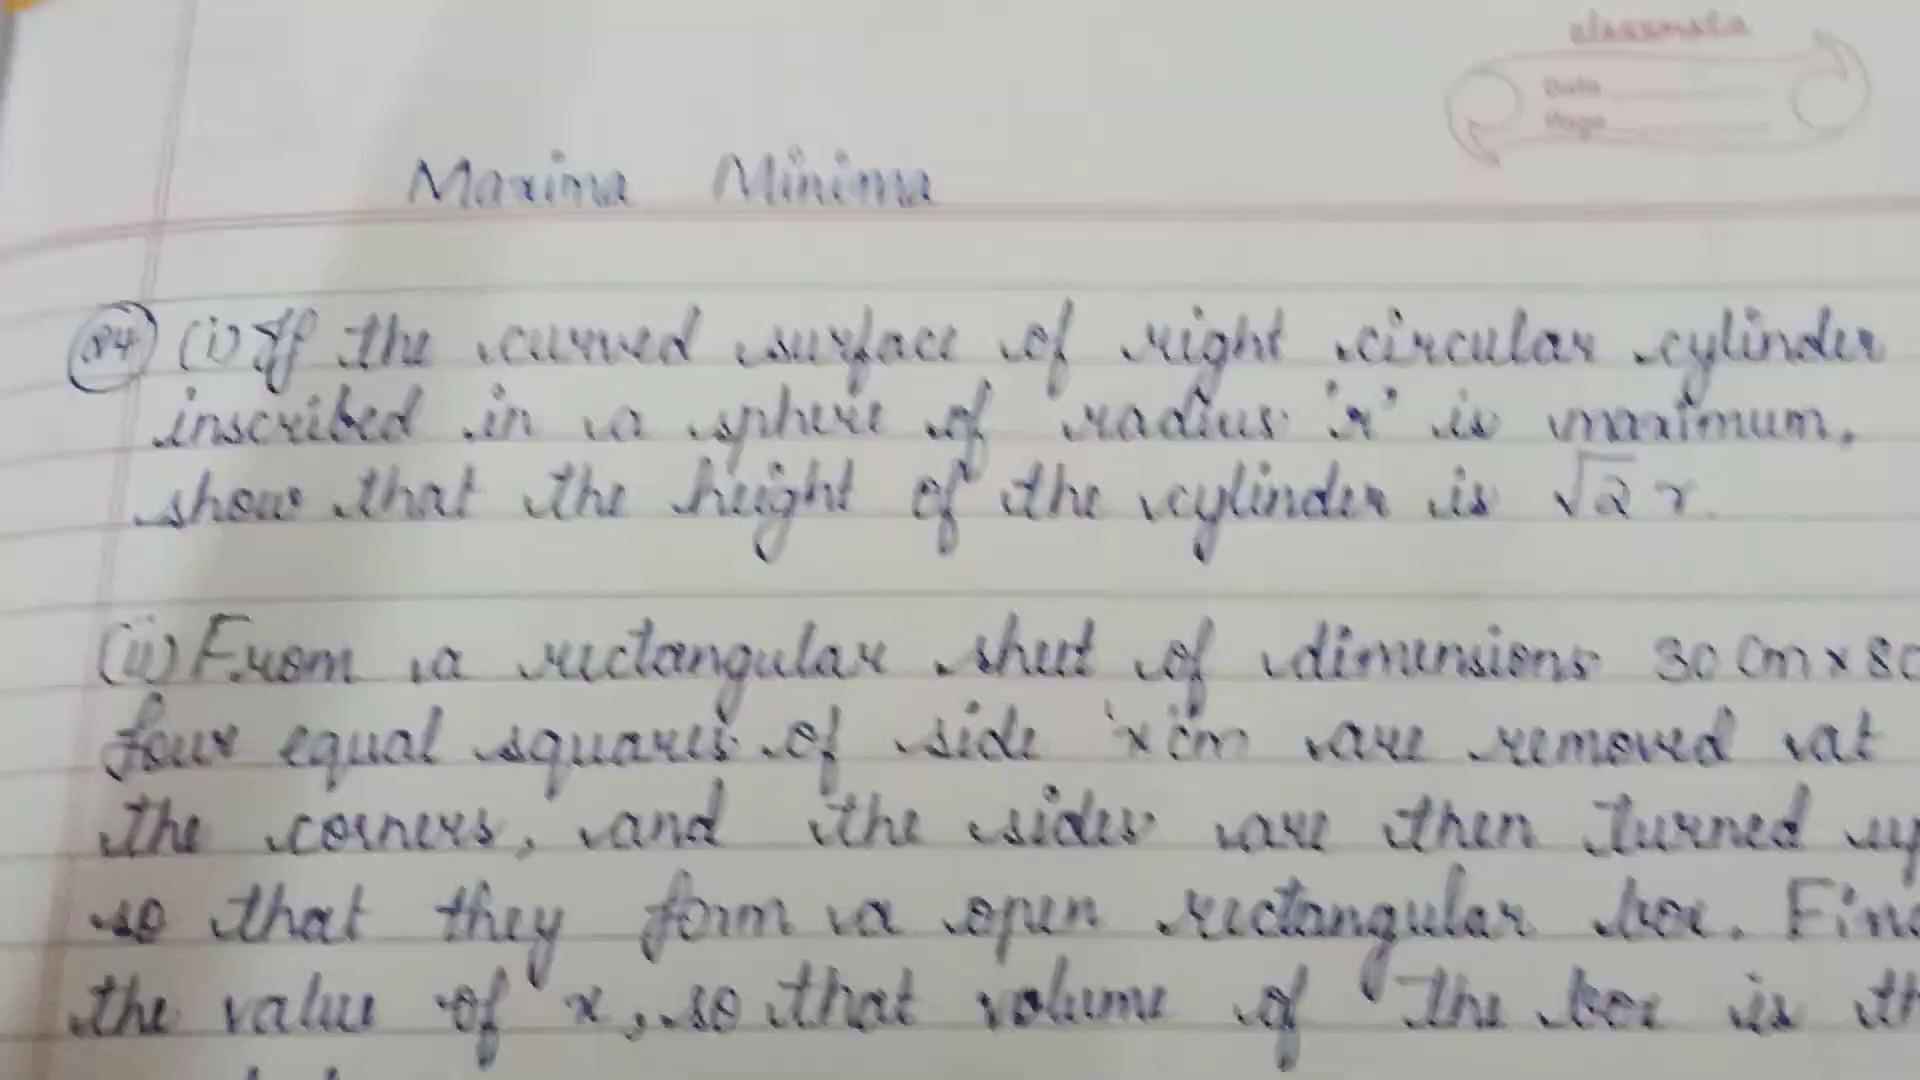 classmate
Date
Page
Maxima Minima
84 (i) If the curved surface of right circular cylinder
inscribed in a sphere of radius 'r' is maximum,
show that the height of the cylinder is √2 r.
(ii) From a rectangular sheet of dimensions 30 cm x 80
four equal squares of side 'x' cm are removed at
the corners, and the sides are then turned up
so that they form a open rectangular box. Find
the value of x, so that volume of the box is th